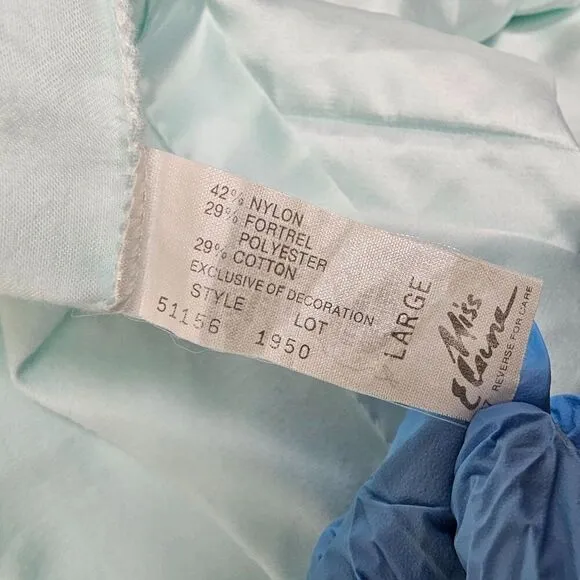 42% NYLON
29% FORTREL
POLYESTER
29% COTTON
EXCLUSIVE OF DECORATION
STYLE LOT
51156 1950
LARGE
Miss
Elaine
REVERSE FOR CARE